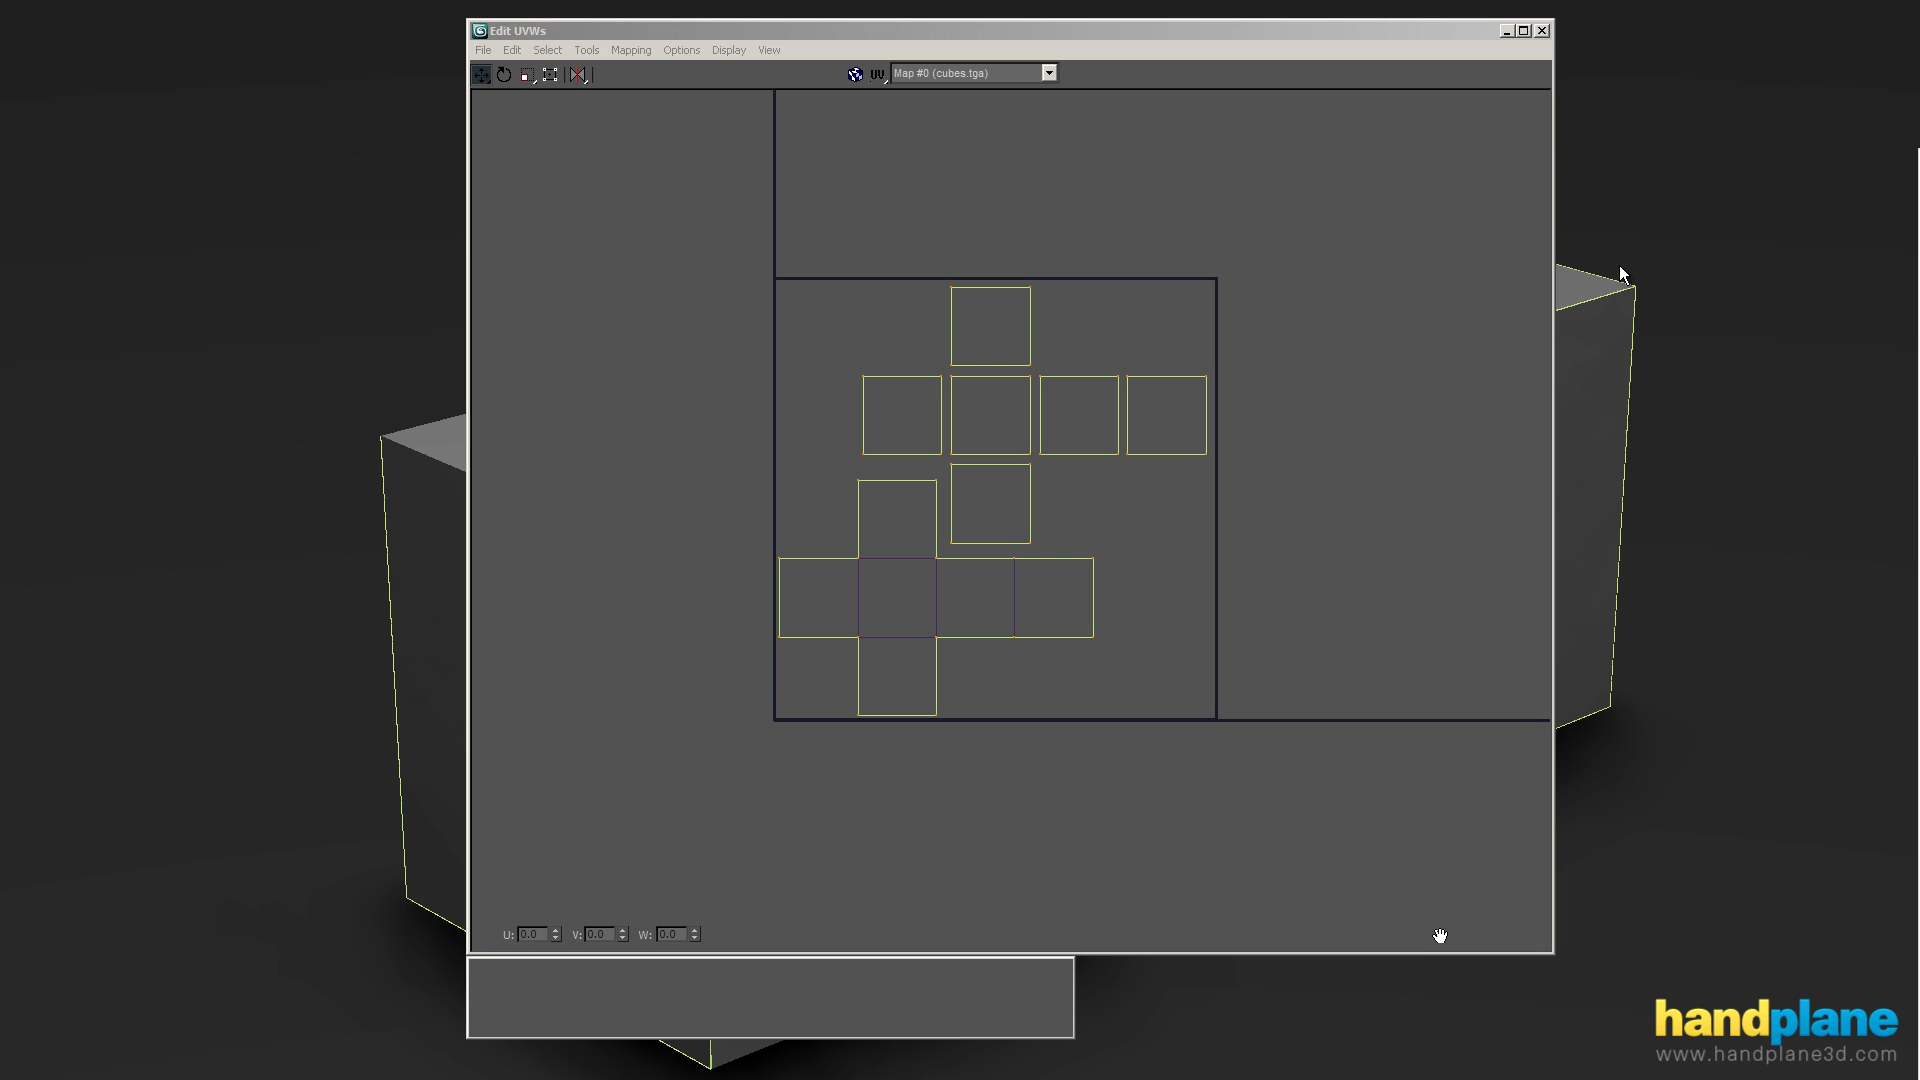 Edit UVWs
File Edit Select Tools Mapping Options Display View
UV Map #0 (cubes.tga)
U: 0.0 V: 0.0 W: 0.0
handplane
www.handplane3d.com